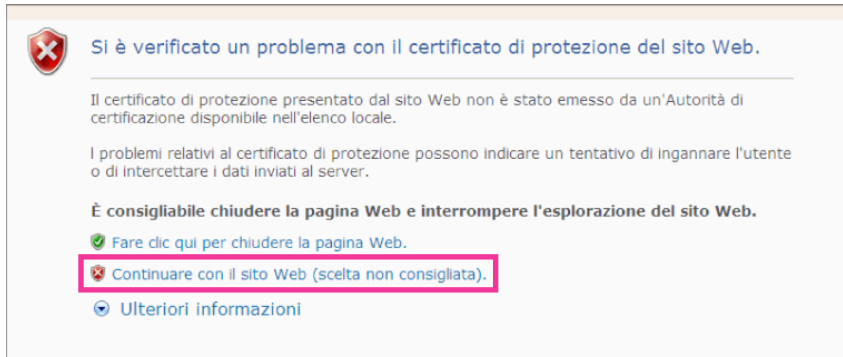 Si è verificato un problema con il certificato di protezione del sito Web.
Il certificato di protezione presentato dal sito Web non è stato emesso da un'Autorità di
certificazione disponibile nell'elenco locale.
I problemi relativi al certificato di protezione possono indicare un tentativo di ingannare l'utente
o di intercettare i dati inviati al server.
È consigliabile chiudere la pagina Web e interrompere l'esplorazione del sito Web.
Fare clic qui per chiudere la pagina Web.
Continuare con il sito Web (scelta non consigliata).
Ulteriori informazioni